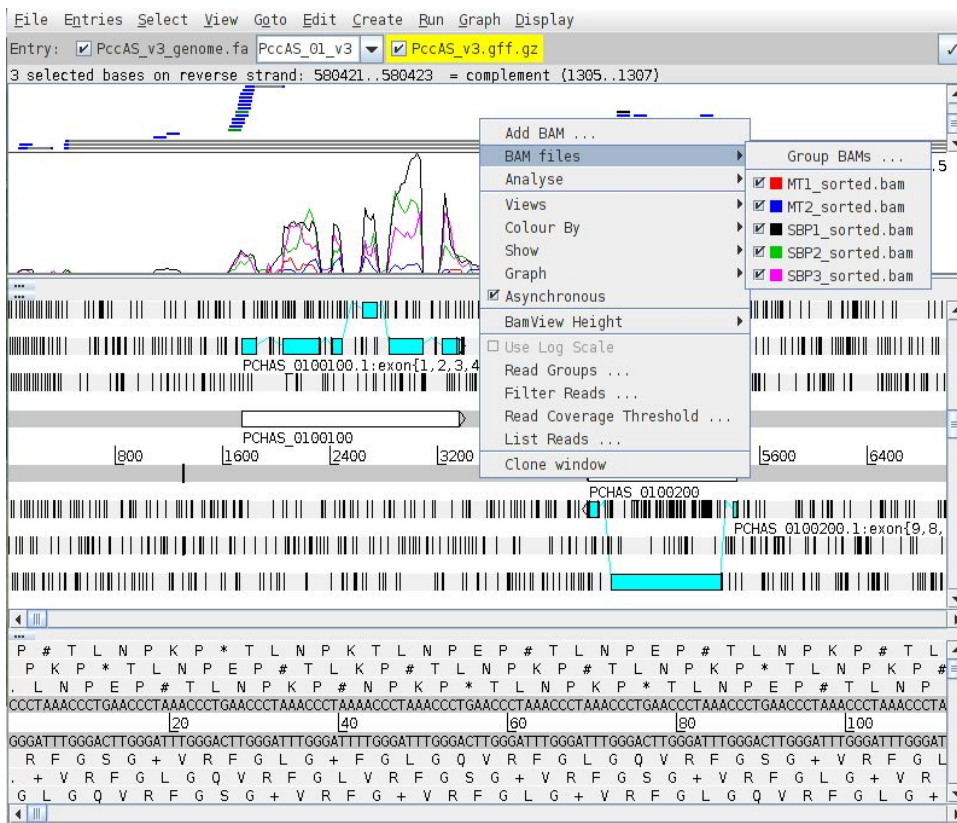 File Entries Select View Goto Edit Create Run Graph Display
Entry: PccAS_v3_genome.fa PccAS_01_v3 PccAS_v3.gff.gz
3 selected bases on reverse strand: 580421..580423 = complement (1305..1307)
Add BAM ...
BAM files
Analyse
Views
Colour By
Show
Graph
Asynchronous
BamView Height
Use Log Scale
Read Groups ...
Filter Reads ...
Read Coverage Threshold ...
List Reads ...
Clone window
Group BAMs ...
.5
MT1_sorted.bam
MT2_sorted.bam
SBP1_sorted.bam
SBP2_sorted.bam
SBP3_sorted.bam
PCHAS_0100100.1:exon{1,2,3,4
PCHAS_0100100
800 1600 2400 3200 5600 6400
PCHAS_0100200
PCHAS_0100200.1:exon{9,8,
P # T L N P K P * T L N P K T L N P E P # T L N P E P # T L N P K P # T L
P K P * T L N P E P # T L K P # T L N P K P # T L N P K P * T L N P K P #
. L N P E P # T L N P K P # N P K P * T L N P K P * T L N P E P # T L N P
CCCTAAACCCTGAACCCTAAACCCTGAACCCTAAACCCTAAAACCCTAAACCCTGAACCCTAAACCCTAAACCCTGAACCCTAAACCCTGAACCCTAAACCCTAAACCCTA
20 40 60 80 100
GGGATTTGGGACTTGGGATTTGGGACTTGGGATTTGGGATTTTGGGATTTGGGACTTGGGATTTGGGATTTGGGACTTGGGATTTGGGACTTGGGATTTGGGATTTGGGAT
R F G S G + V R F G L G + F G L G Q V R F G L G Q V R F G S G + V R F G L
. + V R F G L G Q V R F G L V R F G S G + V R F G S G + V R F G L G + V R
G L G Q V R F G S G + V R F G + V R F G L G + V R F G L G Q V R F G L G +